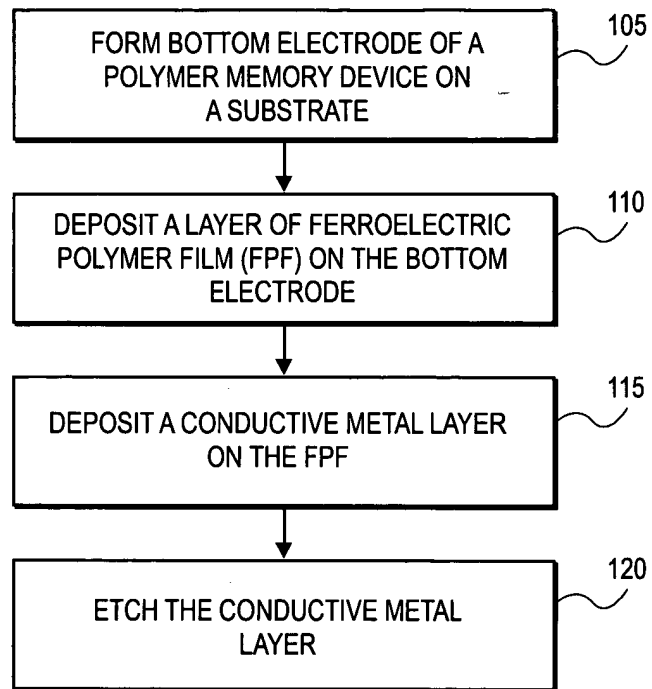 FORM BOTTOM ELECTRODE OF A
POLYMER MEMORY DEVICE ON
A SUBSTRATE
105
DEPOSIT A LAYER OF FERROELECTRIC
POLYMER FILM (FPF) ON THE BOTTOM
ELECTRODE
110
DEPOSIT A CONDUCTIVE METAL LAYER
ON THE FPF
115
ETCH THE CONDUCTIVE METAL
LAYER
120